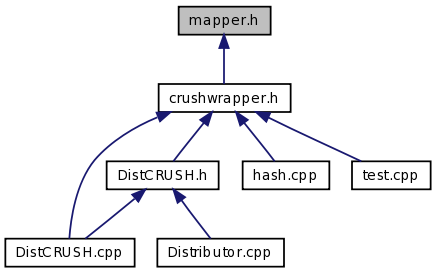 mapper.h
crushwrapper.h
DistCRUSH.h
hash.cpp
test.cpp
DistCRUSH.cpp
Distributor.cpp